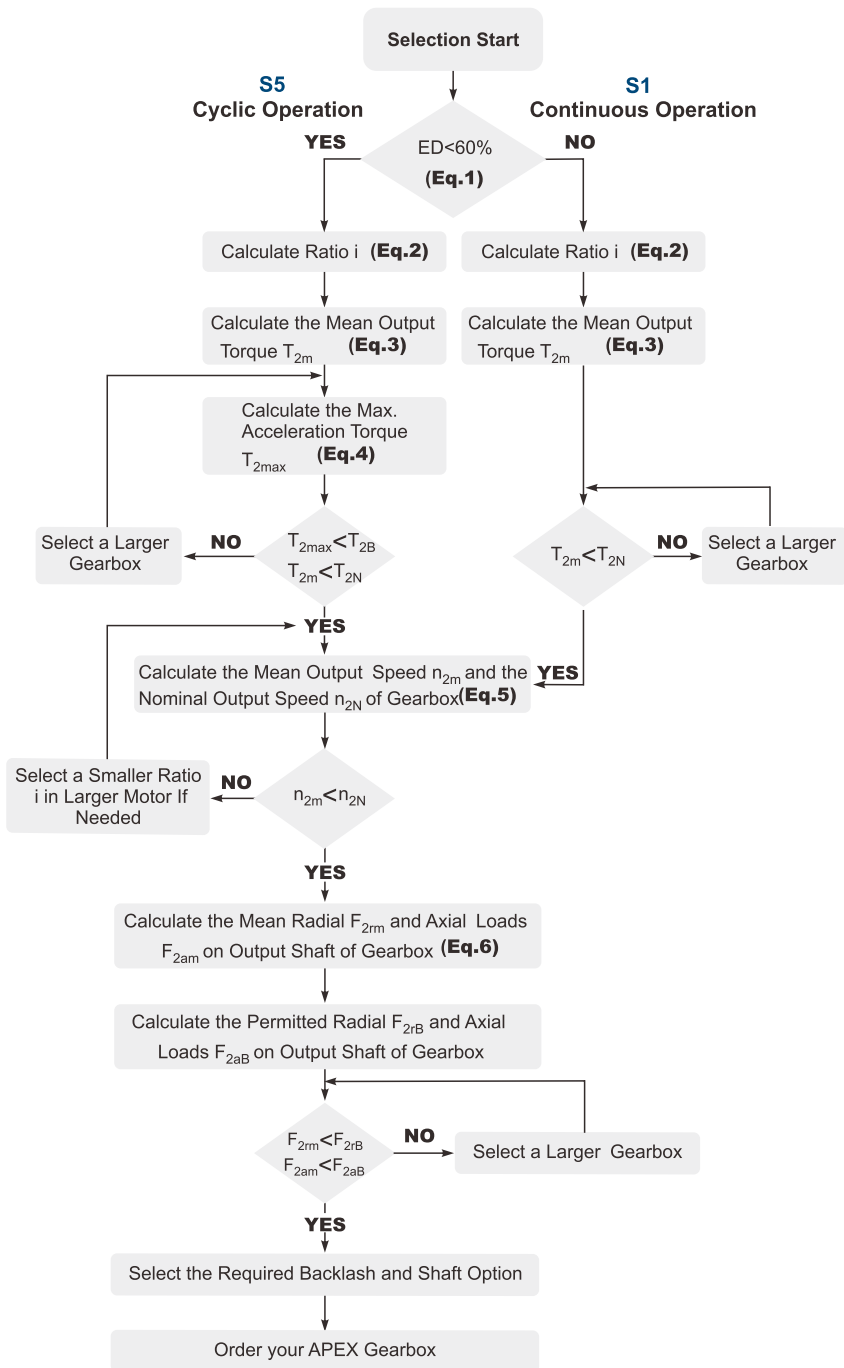 Selection Start
S5
Cyclic Operation
S1
Continuous Operation
YES
ED<60%
(Eq.1)
NO
Calculate Ratio i (Eq.2)
Calculate Ratio i (Eq.2)
Calculate the Mean Output
Torque T2m (Eq.3)
Calculate the Mean Output
Torque T2m (Eq.3)
Calculate the Max.
Acceleration Torque
T2max (Eq.4)
Select a Larger
Gearbox
NO
T2max<T2B
T2m<T2N
T2m<T2N
NO
Select a Larger
Gearbox
YES
Calculate the Mean Output Speed n2m and the
Nominal Output Speed n2N of Gearbox(Eq.5)
YES
Select a Smaller Ratio
i in Larger Motor If
Needed
NO
n2m<n2N
YES
Calculate the Mean Radial F2rm and Axial Loads
F2am on Output Shaft of Gearbox (Eq.6)
Calculate the Permitted Radial F2rB and Axial
Loads F2aB on Output Shaft of Gearbox
F2rm<F2rB
F2am<F2aB
NO
Select a Larger Gearbox
YES
Select the Required Backlash and Shaft Option
Order your APEX Gearbox